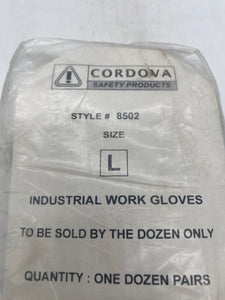 CORDOVA
SAFETY PRODUCTS
STYLE # 8502
SIZE
L
INDUSTRIAL WORK GLOVES
TO BE SOLD BY THE DOZEN ONLY
QUANTITY : ONE DOZEN PAIRS